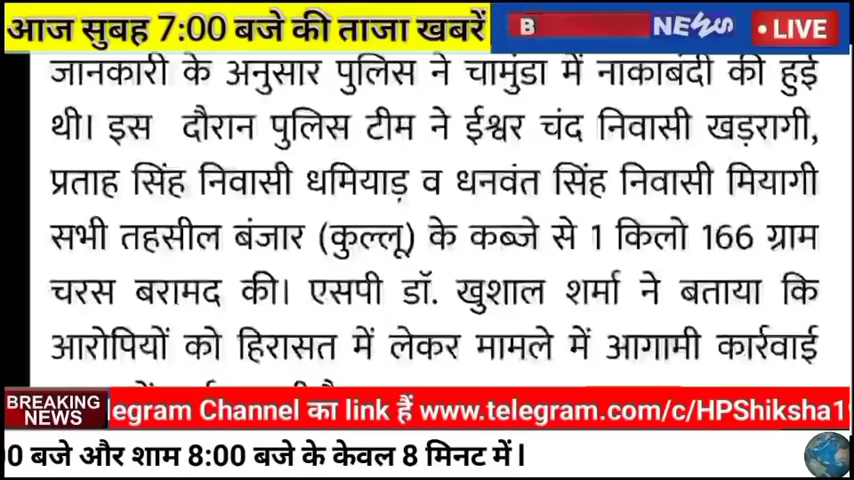 आज सुबह 7:00 बजे की ताजा खबरें
B NEWS
• LIVE
जानकारी के अनुसार पुलिस ने चामुंडा में नाकाबंदी की हुई
थी। इस दौरान पुलिस टीम ने ईश्वर चंद निवासी खड़रागी,
प्रताह सिंह निवासी धमियाड़ व धनवंत सिंह निवासी मियागी
सभी तहसील बंजार (कुल्लू) के कब्जे से 1 किलो 166 ग्राम
चरस बरामद की। एसपी डॉ. खुशाल शर्मा ने बताया कि
आरोपियों को हिरासत में लेकर मामले में आगामी कार्रवाई
BREAKING
NEWS
legram Channel का link हैं www.telegram.com/c/HPShiksha1
0 बजे और शाम 8:00 बजे के केवल 8 मिनट में।